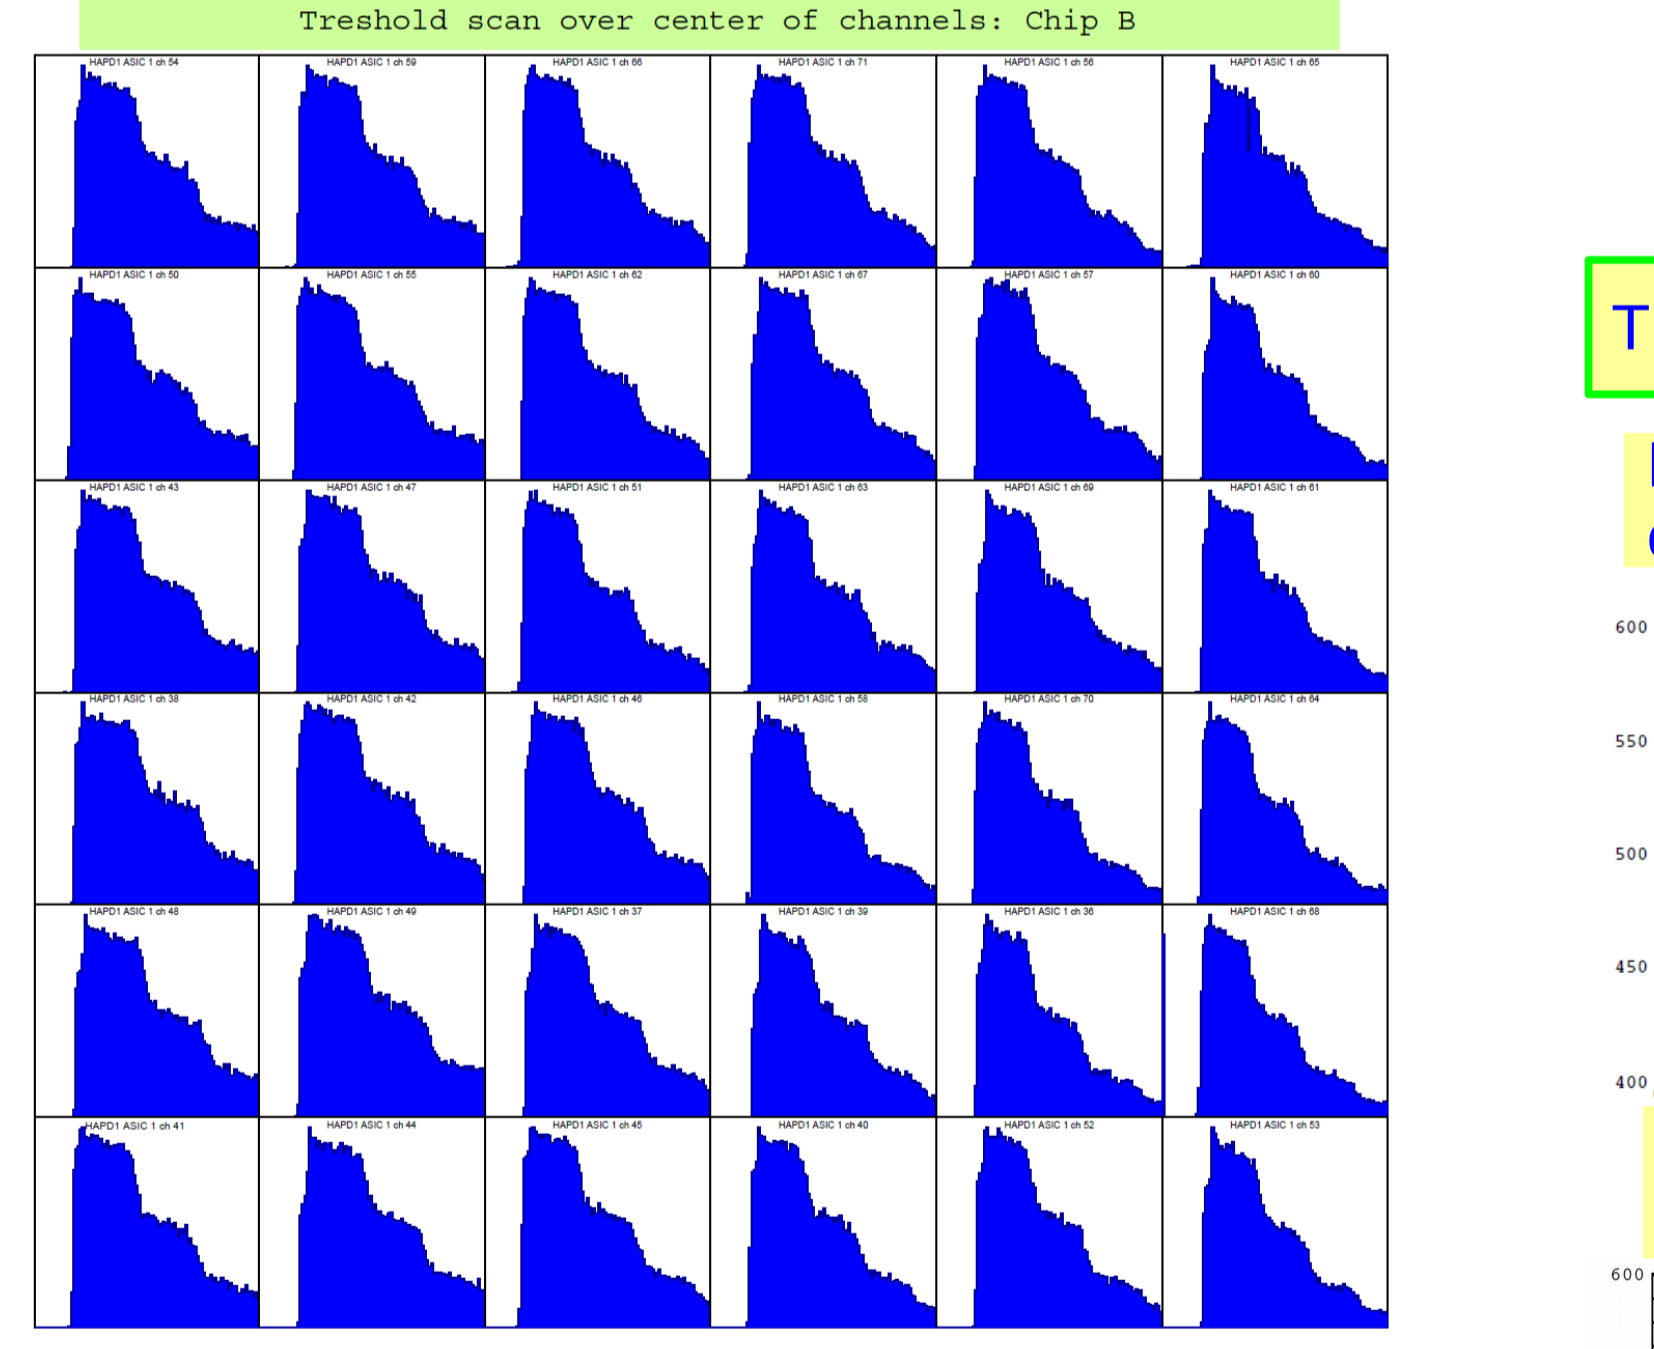 Treshold scan over center of channels: Chip B
HAPD1 ASIC 1 ch 54
HAPD1 ASIC 1 ch 59
HAPD1 ASIC 1 ch 66
HAPD1 ASIC 1 ch 71
HAPD1 ASIC 1 ch 56
HAPD1 ASIC 1 ch 65
HAPD1 ASIC 1 ch 50
HAPD1 ASIC 1 ch 55
HAPD1 ASIC 1 ch 62
HAPD1 ASIC 1 ch 67
HAPD1 ASIC 1 ch 57
HAPD1 ASIC 1 ch 60
HAPD1 ASIC 1 ch 43
HAPD1 ASIC 1 ch 47
HAPD1 ASIC 1 ch 51
HAPD1 ASIC 1 ch 63
HAPD1 ASIC 1 ch 69
HAPD1 ASIC 1 ch 61
HAPD1 ASIC 1 ch 38
HAPD1 ASIC 1 ch 42
HAPD1 ASIC 1 ch 46
HAPD1 ASIC 1 ch 58
HAPD1 ASIC 1 ch 70
HAPD1 ASIC 1 ch 64
HAPD1 ASIC 1 ch 48
HAPD1 ASIC 1 ch 49
HAPD1 ASIC 1 ch 37
HAPD1 ASIC 1 ch 39
HAPD1 ASIC 1 ch 36
HAPD1 ASIC 1 ch 68
HAPD1 ASIC 1 ch 41
HAPD1 ASIC 1 ch 44
HAPD1 ASIC 1 ch 45
HAPD1 ASIC 1 ch 40
HAPD1 ASIC 1 ch 52
HAPD1 ASIC 1 ch 53
T
600
550
500
450
400
600